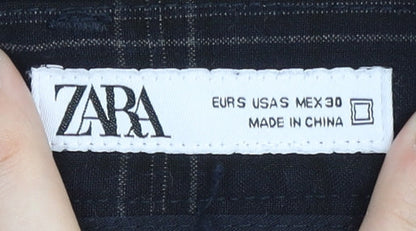 ZARA
EUR S USA S MEX 30
MADE IN CHINA